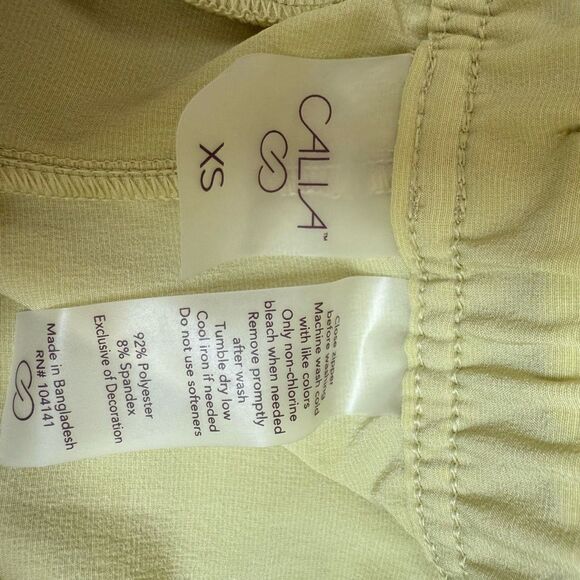 CALIA™
XS
Close zipper
before washing
Machine wash cold
with like colors
Only non-chlorine
bleach when needed
Remove promptly
after wash
Tumble dry low
Cool iron if needed
Do not use softeners
92% Polyester
8% Spandex
Exclusive of Decoration
Made in Bangladesh
RN# 104141